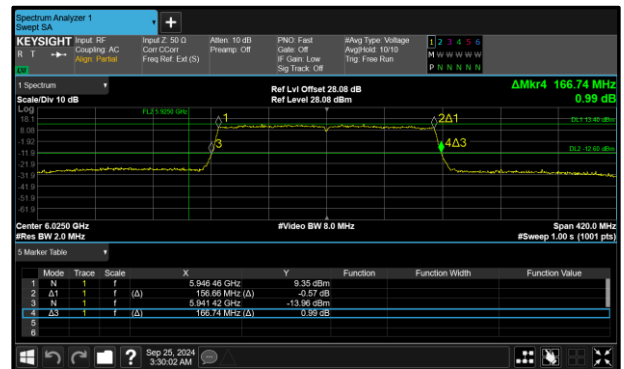 Spectrum Analyzer 1
Swept SA
+
KEYSIGHT
R T
Input: RF
Coupling: AC
Align: Partial
Input Z: 50 Ω
Corr CCorr
Freq Ref: Ext (S)
Atten: 10 dB
Preamp: Off
PNO: Fast
Gate: Off
IF Gain: Low
Sig Track: Off
#Avg Type: Voltage
Avg|Hold: 10/10
Trig: Free Run
1 2 3 4 5 6
M W W W W W
P N N N N N
1 Spectrum
Scale/Div 10 dB
Ref Lvl Offset 28.08 dB
Ref Level 28.08 dBm
ΔMkr4 166.74 MHz
0.99 dB
Log
18.1
8.08
-1.92
-11.9
-21.9
-31.9
-41.9
-51.9
-61.9
FL2 5.9250 GHz
1
2Δ1
3
4Δ3
DL1 13.40 dBm
DL2 -12.60 dBm
Center 6.0250 GHz
#Res BW 2.0 MHz
#Video BW 8.0 MHz
Span 420.0 MHz
#Sweep 1.00 s (1001 pts)
5 Marker Table
Mode Trace Scale X Y Function Function Width Function Value
1 N 1 f 5.946 46 GHz 9.35 dBm
2 Δ1 1 f (Δ) 156.66 MHz (Δ) -0.57 dB
3 N 1 f 5.941 42 GHz -13.96 dBm
4 Δ3 1 f (Δ) 166.74 MHz (Δ) 0.99 dB
5
6
?
Sep 25, 2024
3:30:02 AM